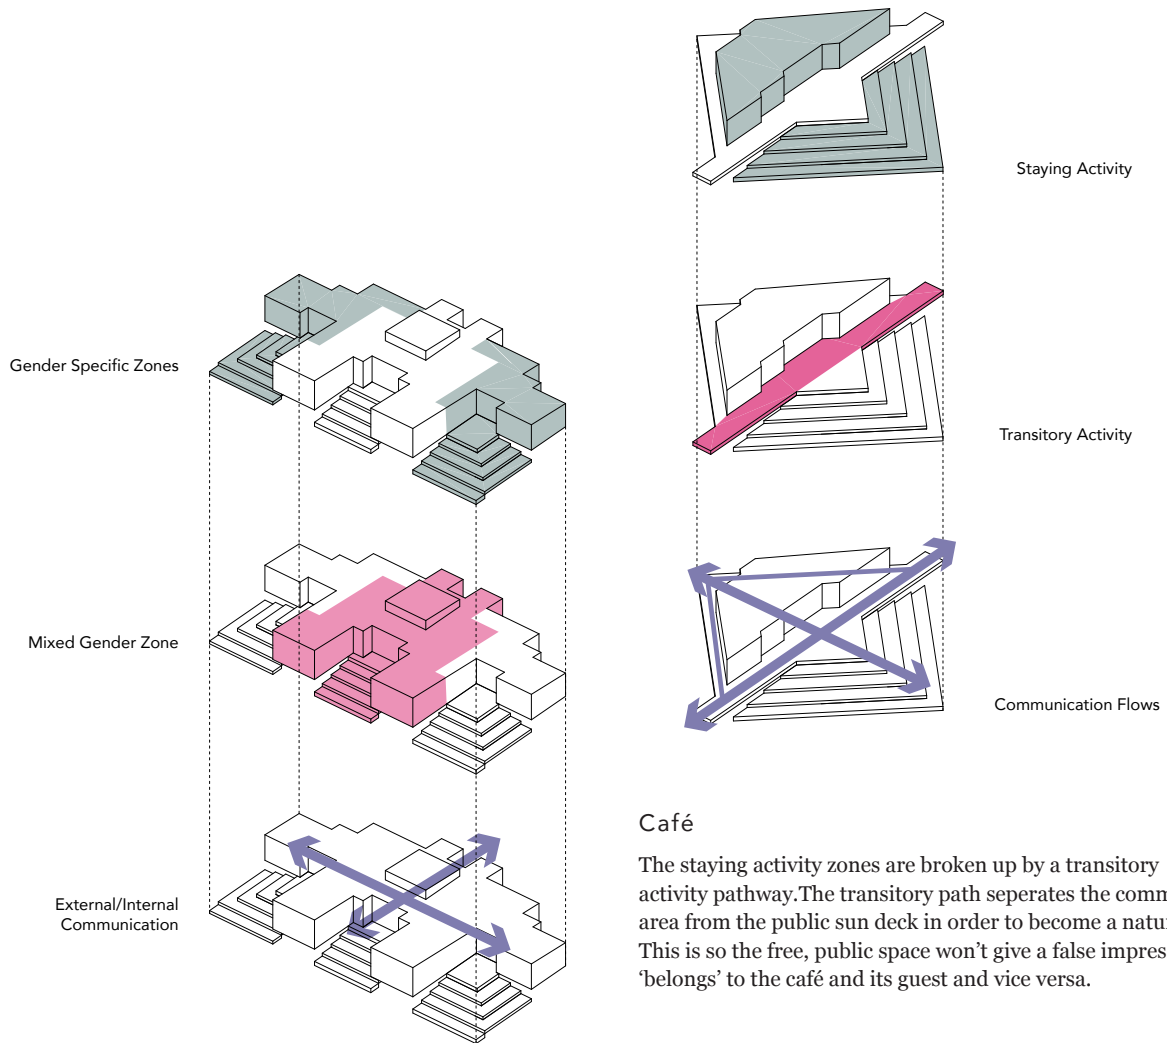 Staying Activity
Gender Specific Zones
Transitory Activity
Mixed Gender Zone
Communication Flows
External/Internal
Communication
Café
The staying activity zones are broken up by a transitory
activity pathway.The transitory path seperates the
area from the public sun deck in order to become a
This is so the free, public space won’t give a false
‘belongs’ to the café and its guest and vice versa.